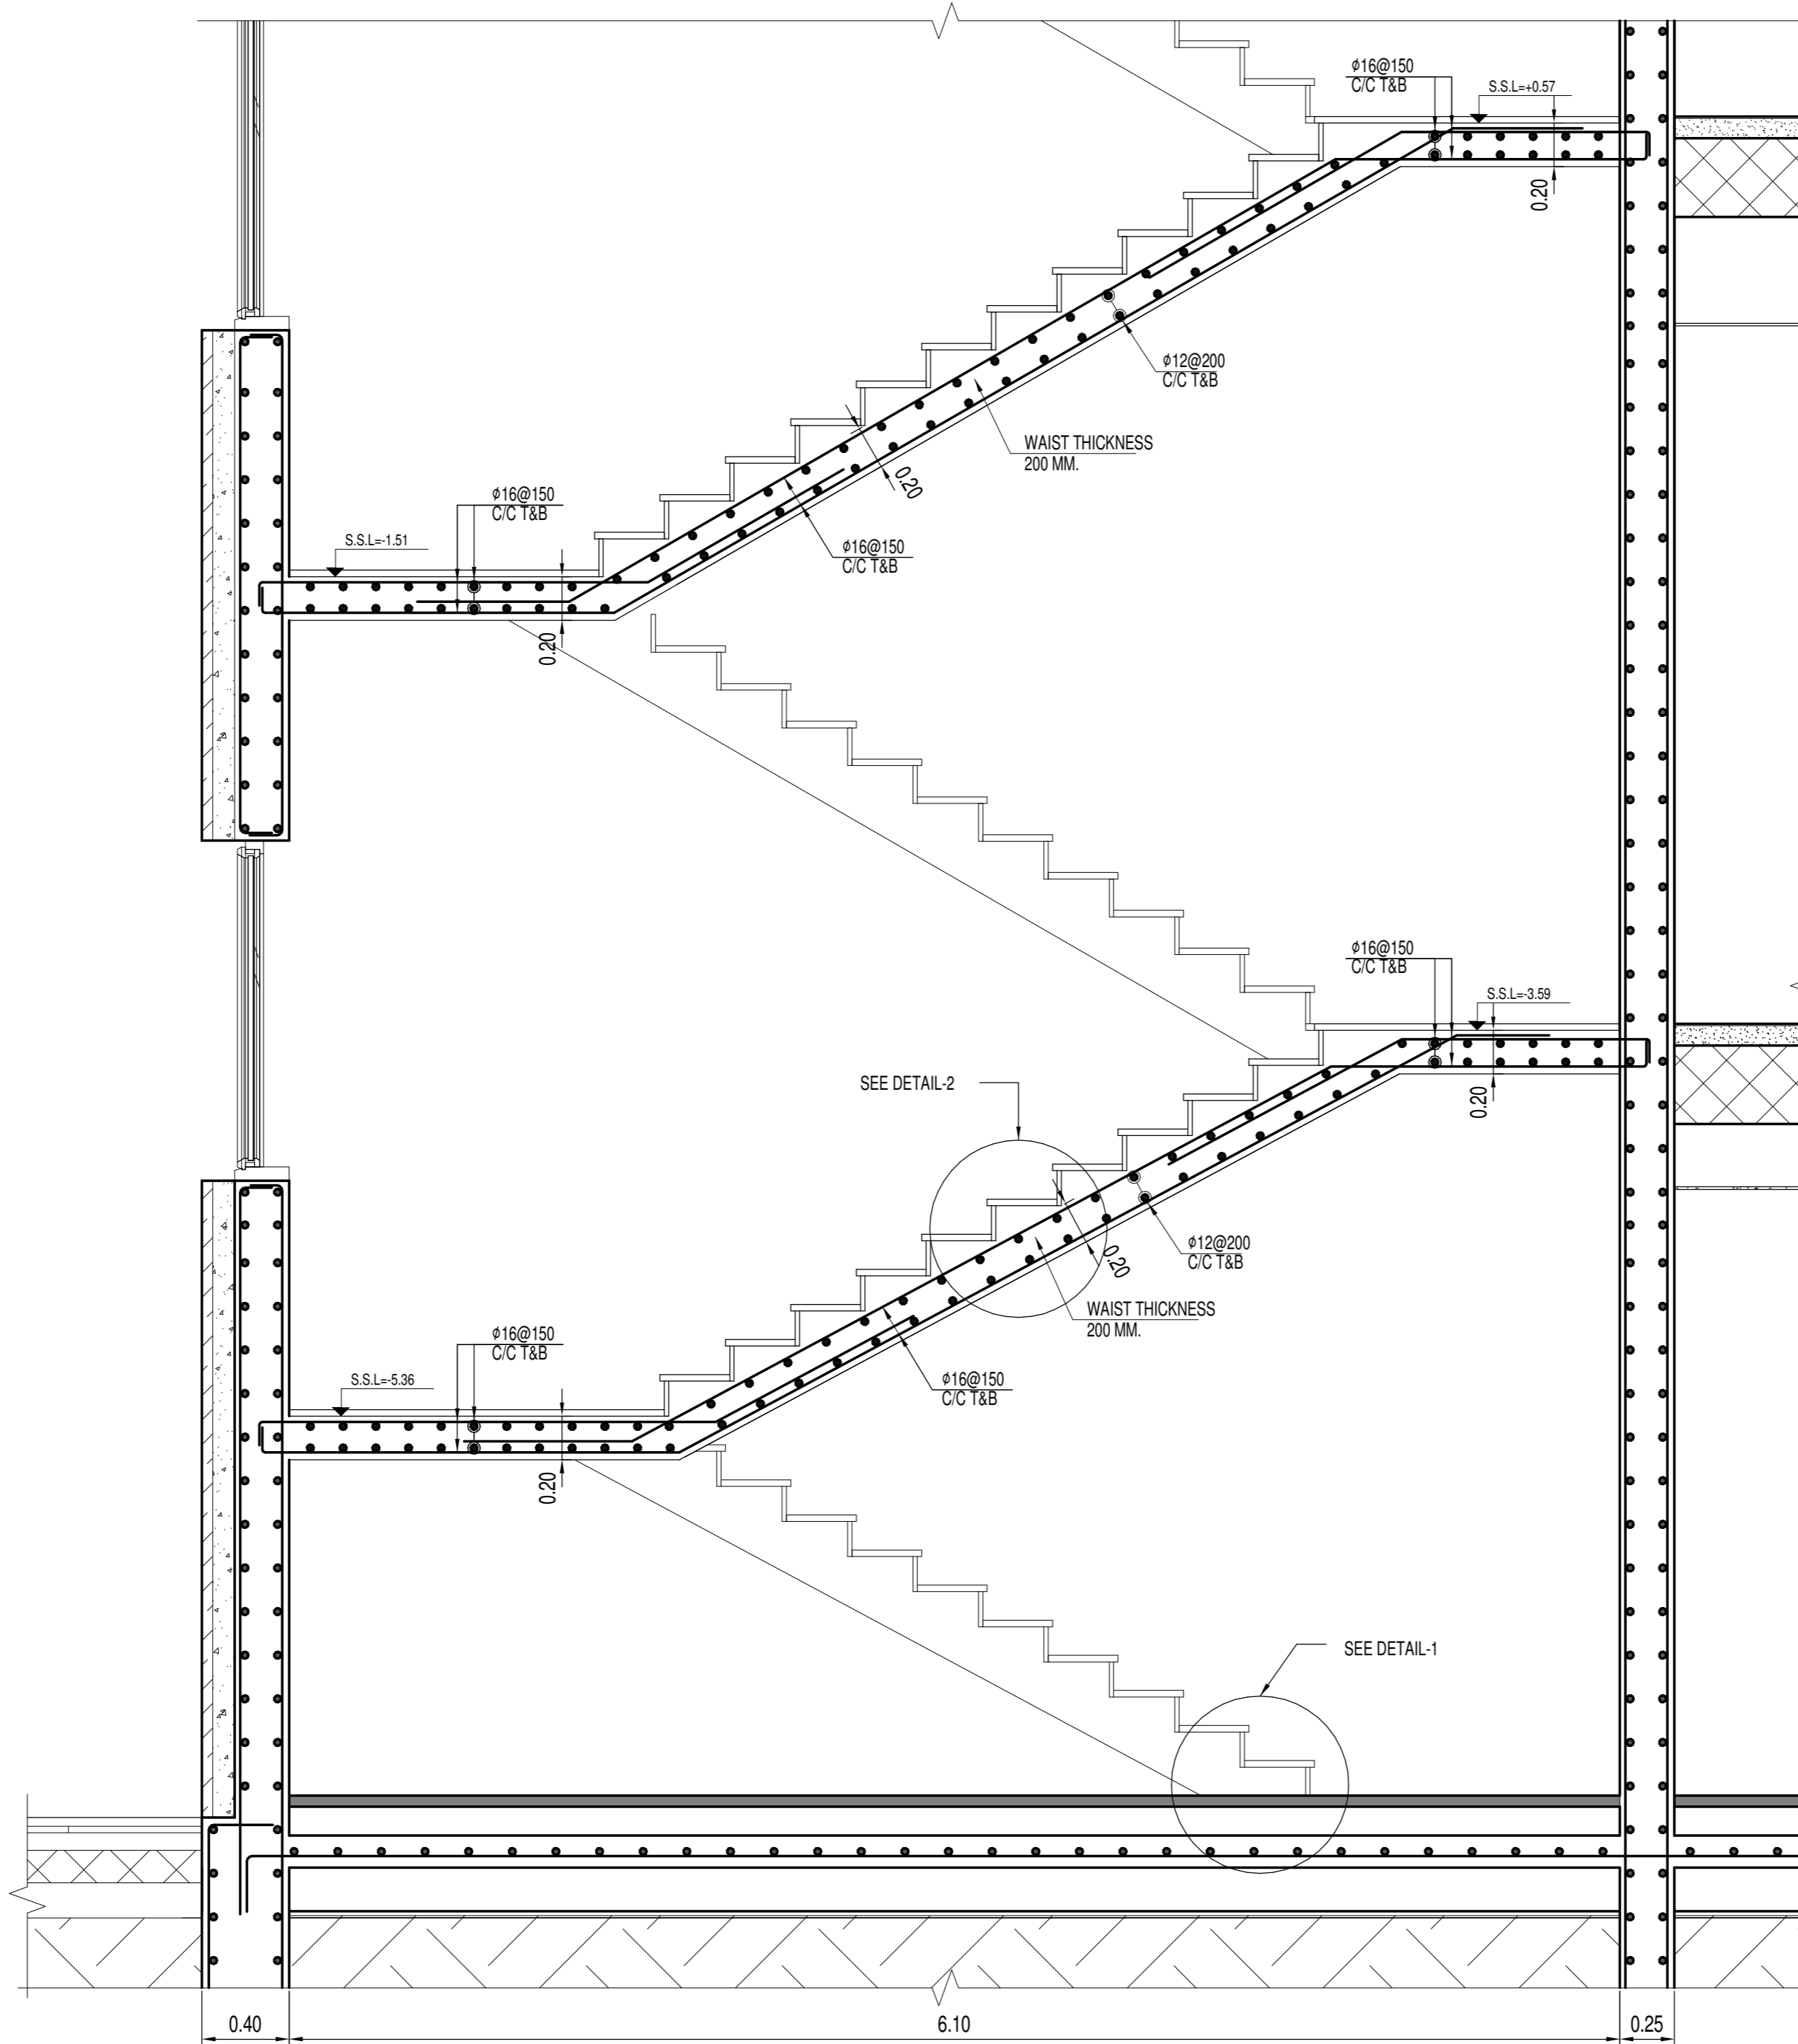 ϕ16@150
C/C T&B
S.S.L=+0.57
0.20
ϕ12@200
C/C T&B
WAIST THICKNESS
200 MM.
0.20
ϕ16@150
C/C T&B
S.S.L=-1.51
ϕ16@150
C/C T&B
0.20
ϕ16@150
C/C T&B
S.S.L=-3.59
SEE DETAIL-2
0.20
ϕ12@200
C/C T&B
0.20
WAIST THICKNESS
200 MM.
ϕ16@150
C/C T&B
S.S.L=-5.36
ϕ16@150
C/C T&B
0.20
SEE DETAIL-1
0.40
6.10
0.25